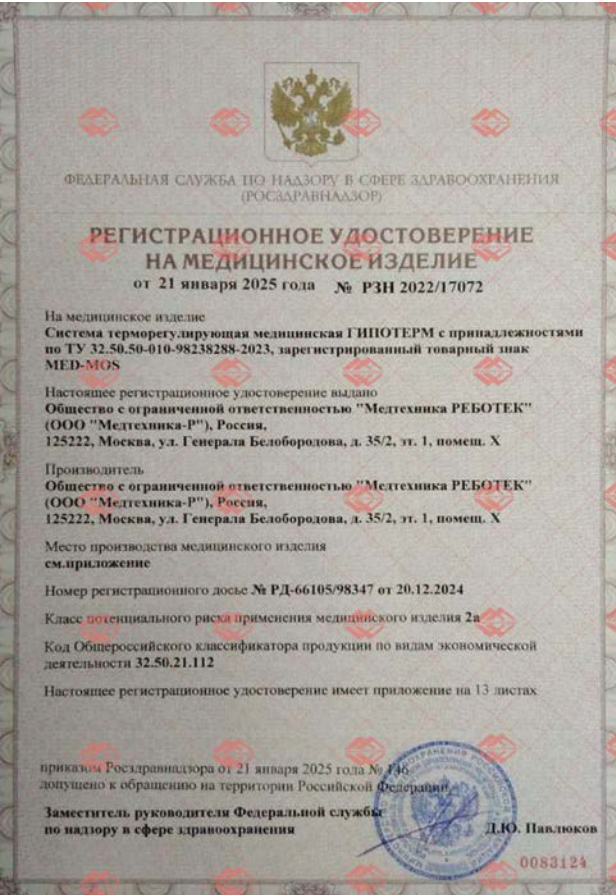 ФЕДЕРАЛЬНАЯ СЛУЖБА ПО НАДЗОРУ В СФЕРЕ ЗДРАВООХРАНЕНИЯ
(РОСЗДРАВНАДЗОР)
РЕГИСТРАЦИОННОЕ УДОСТОВЕРЕНИЕ
НА МЕДИЦИНСКОЕ ИЗДЕЛИЕ
от 21 января 2025 года № РЗН 2022/17072
На медицинское изделие
Система терморегулирующая медицинская ГИПОТЕРМ с принадлежностями
по ТУ 32.50.50-010-98238288-2023, зарегистрированный товарный знак
MED-MOS
Настоящее регистрационное удостоверение выдано
Общество с ограниченной ответственностью "Медтехника РЕБОТЕК"
(ООО "Медтехника-Р"), Россия,
125222, Москва, ул. Генерала Белобородова, д. 35/2, эт. 1, помещ. X
Производитель
Общество с ограниченной ответственностью "Медтехника РЕБОТЕК"
(ООО "Медтехника-Р"), Россия,
125222, Москва, ул. Генерала Белобородова, д. 35/2, эт. 1, помещ. X
Место производства медицинского изделия
см.приложение
Номер регистрационного досье № РД-66105/98347 от 20.12.2024
Класс потенциального риска применения медицинского изделия 2а
Код Общероссийского классификатора продукции по видам экономической
деятельности 32.50.21.112
Настоящее регистрационное удостоверение имеет приложение на 13 листах
приказом Росздравнадзора от 21 января 2025 года № 146
допущено к обращению на территории Российской Федерации.
Заместитель руководителя Федеральной службы
по надзору в сфере здравоохранения
Д.Ю. Павлюков
0083124